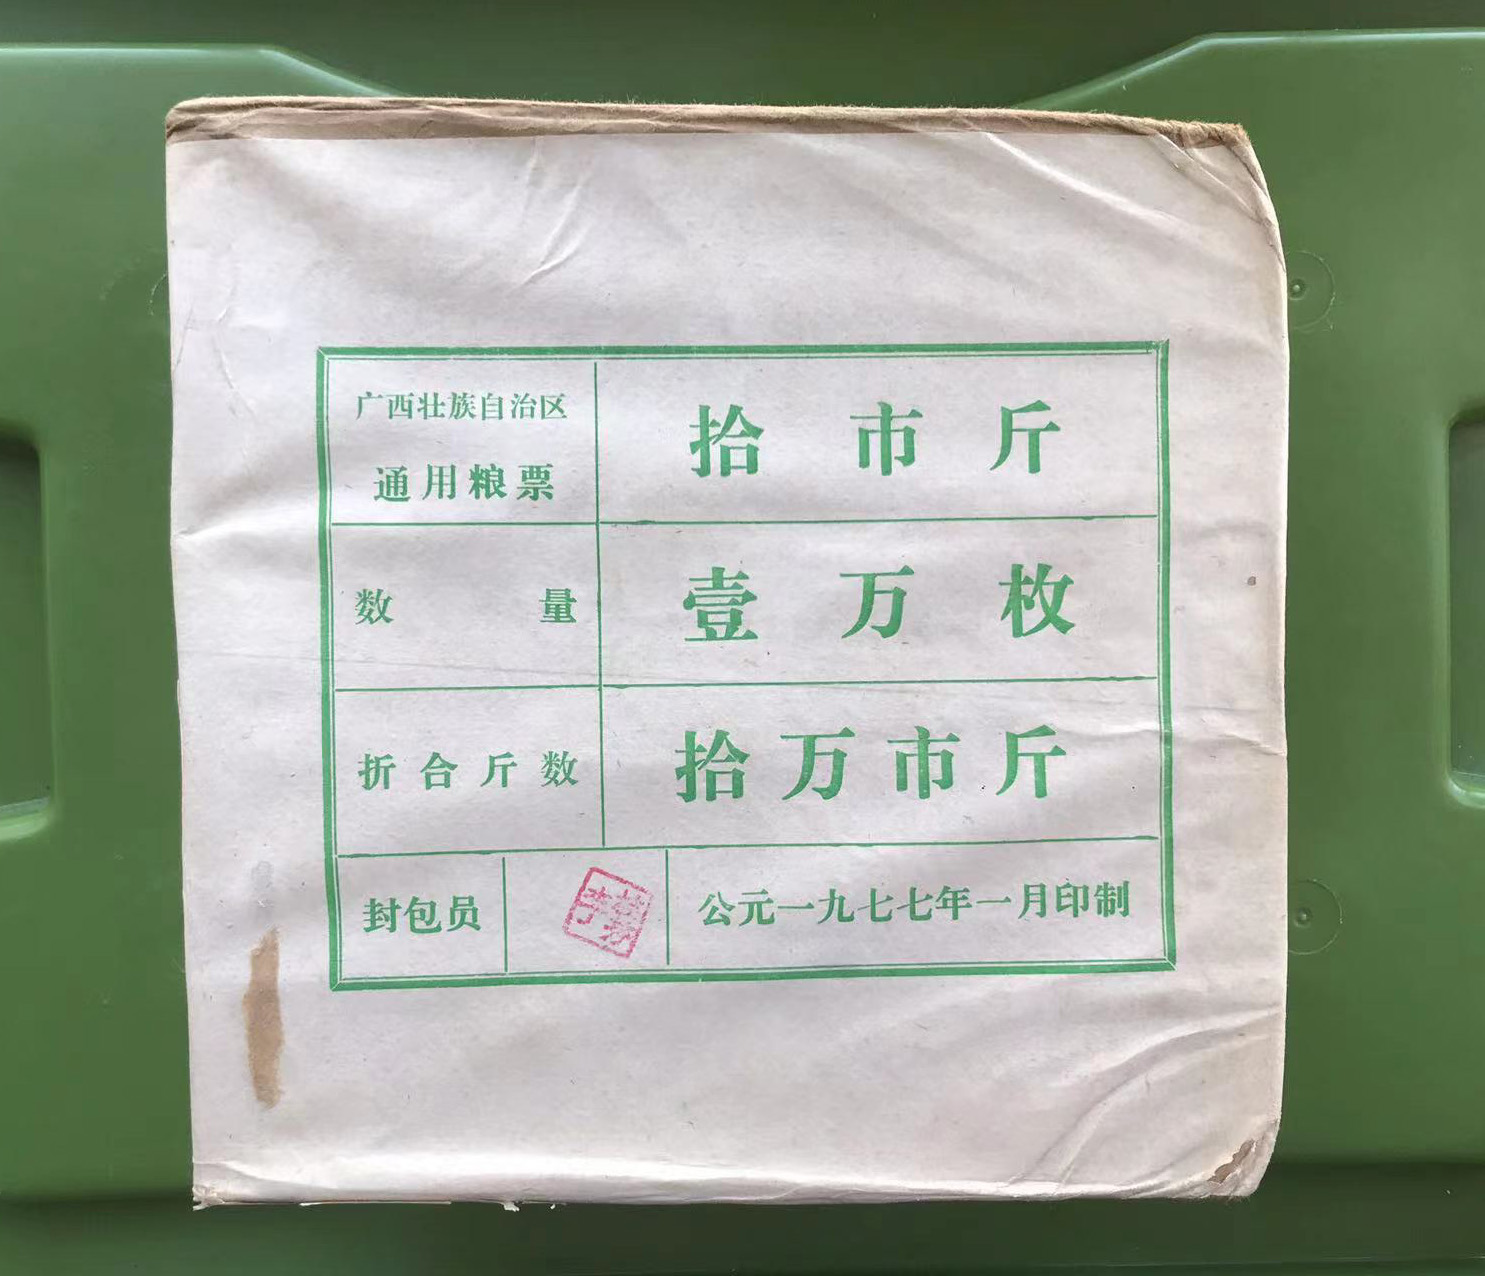 广西壮族自治区
通用粮票
拾市斤
数量
壹万枚
折合斤数
拾万市斤
封包员
公元一九七七年一月印制